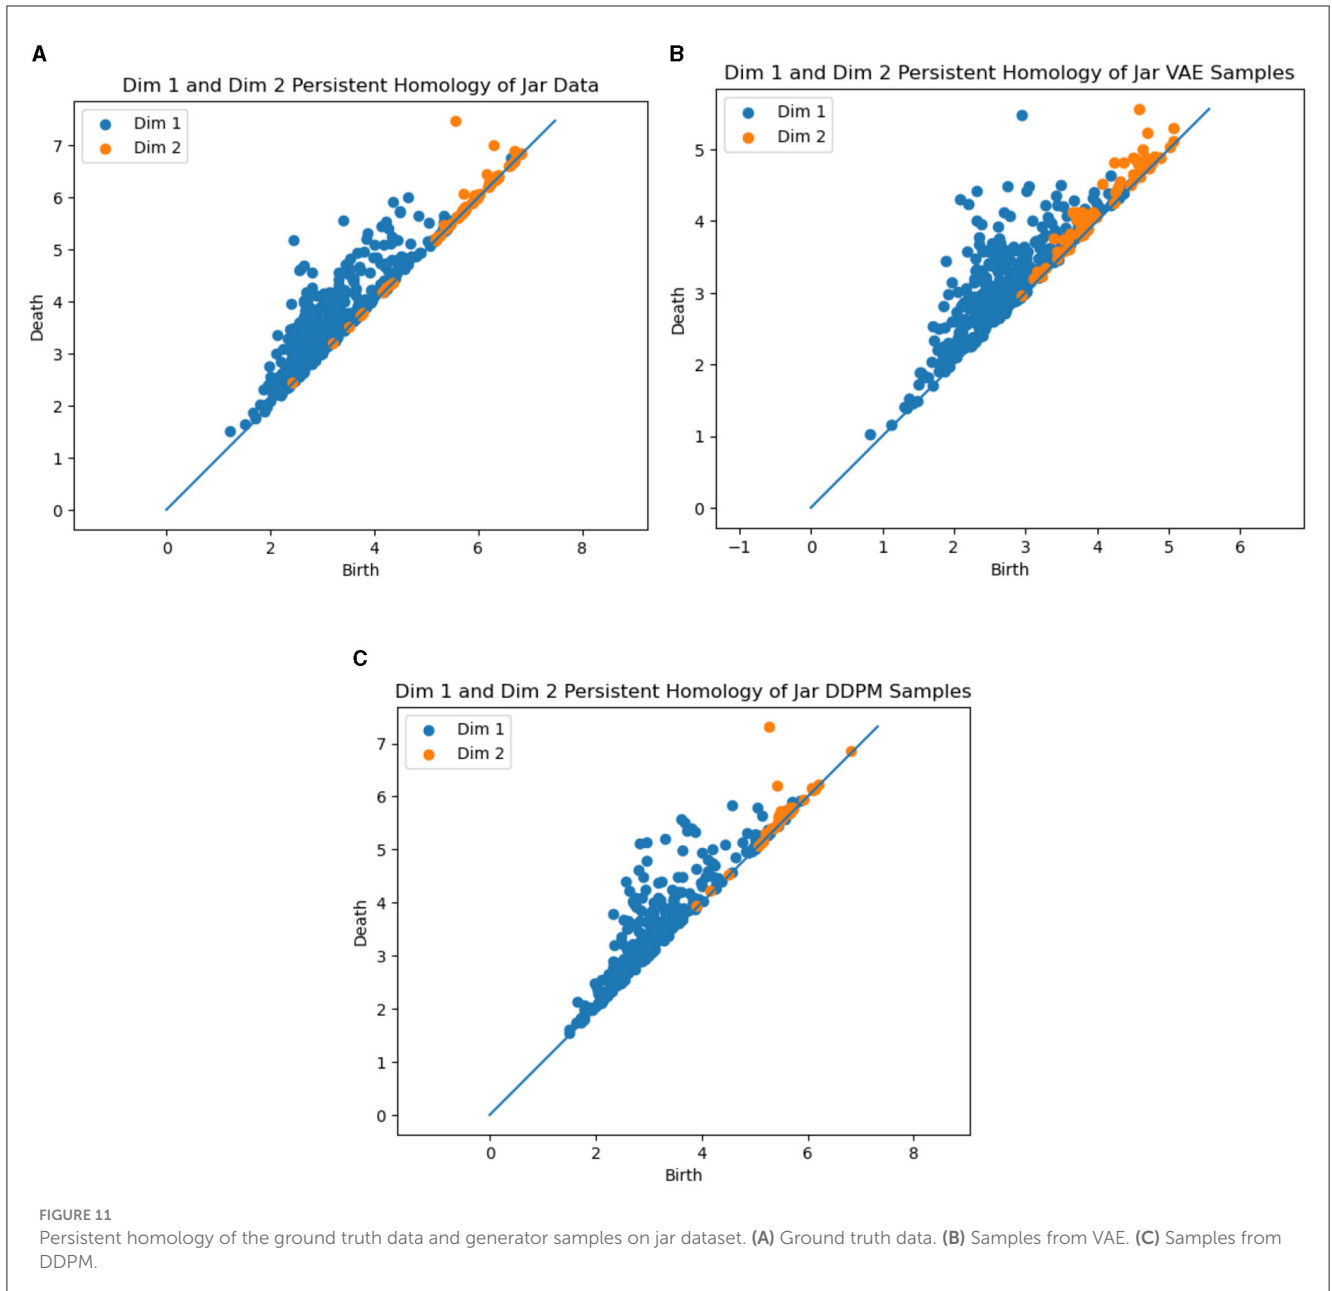 A
Dim 1 and Dim 2 Persistent Homology of Jar Data
Dim 1
Dim 2
7
6
5
4
3
2
1
0
Death
0 2 4 6 8
Birth
B
Dim 1 and Dim 2 Persistent Homology of Jar VAE Samples
Dim 1
Dim 2
5
4
3
2
1
0
Death
−1 0 1 2 3 4 5 6
Birth
C
Dim 1 and Dim 2 Persistent Homology of Jar DDPM Samples
Dim 1
Dim 2
7
6
5
4
3
2
1
0
Death
0 2 4 6 8
Birth
FIGURE 11
Persistent homology of the ground truth data and generator samples on jar dataset. (A) Ground truth data. (B) Samples from VAE. (C) Samples from
DDPM.